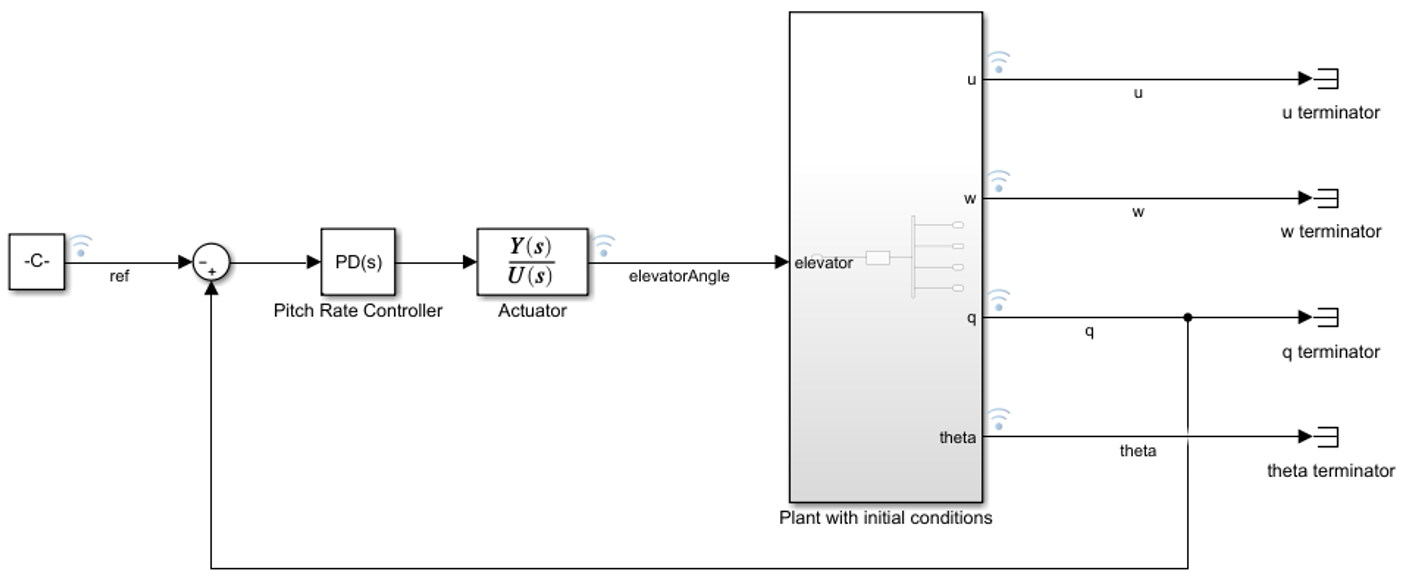 u
u
u terminator
w
w
w terminator
-C-
ref
−
+
PD(s)
Pitch Rate Controller
Y(s)
U(s)
Actuator
elevatorAngle
elevator
q
q
q terminator
theta
theta
theta terminator
Plant with initial conditions